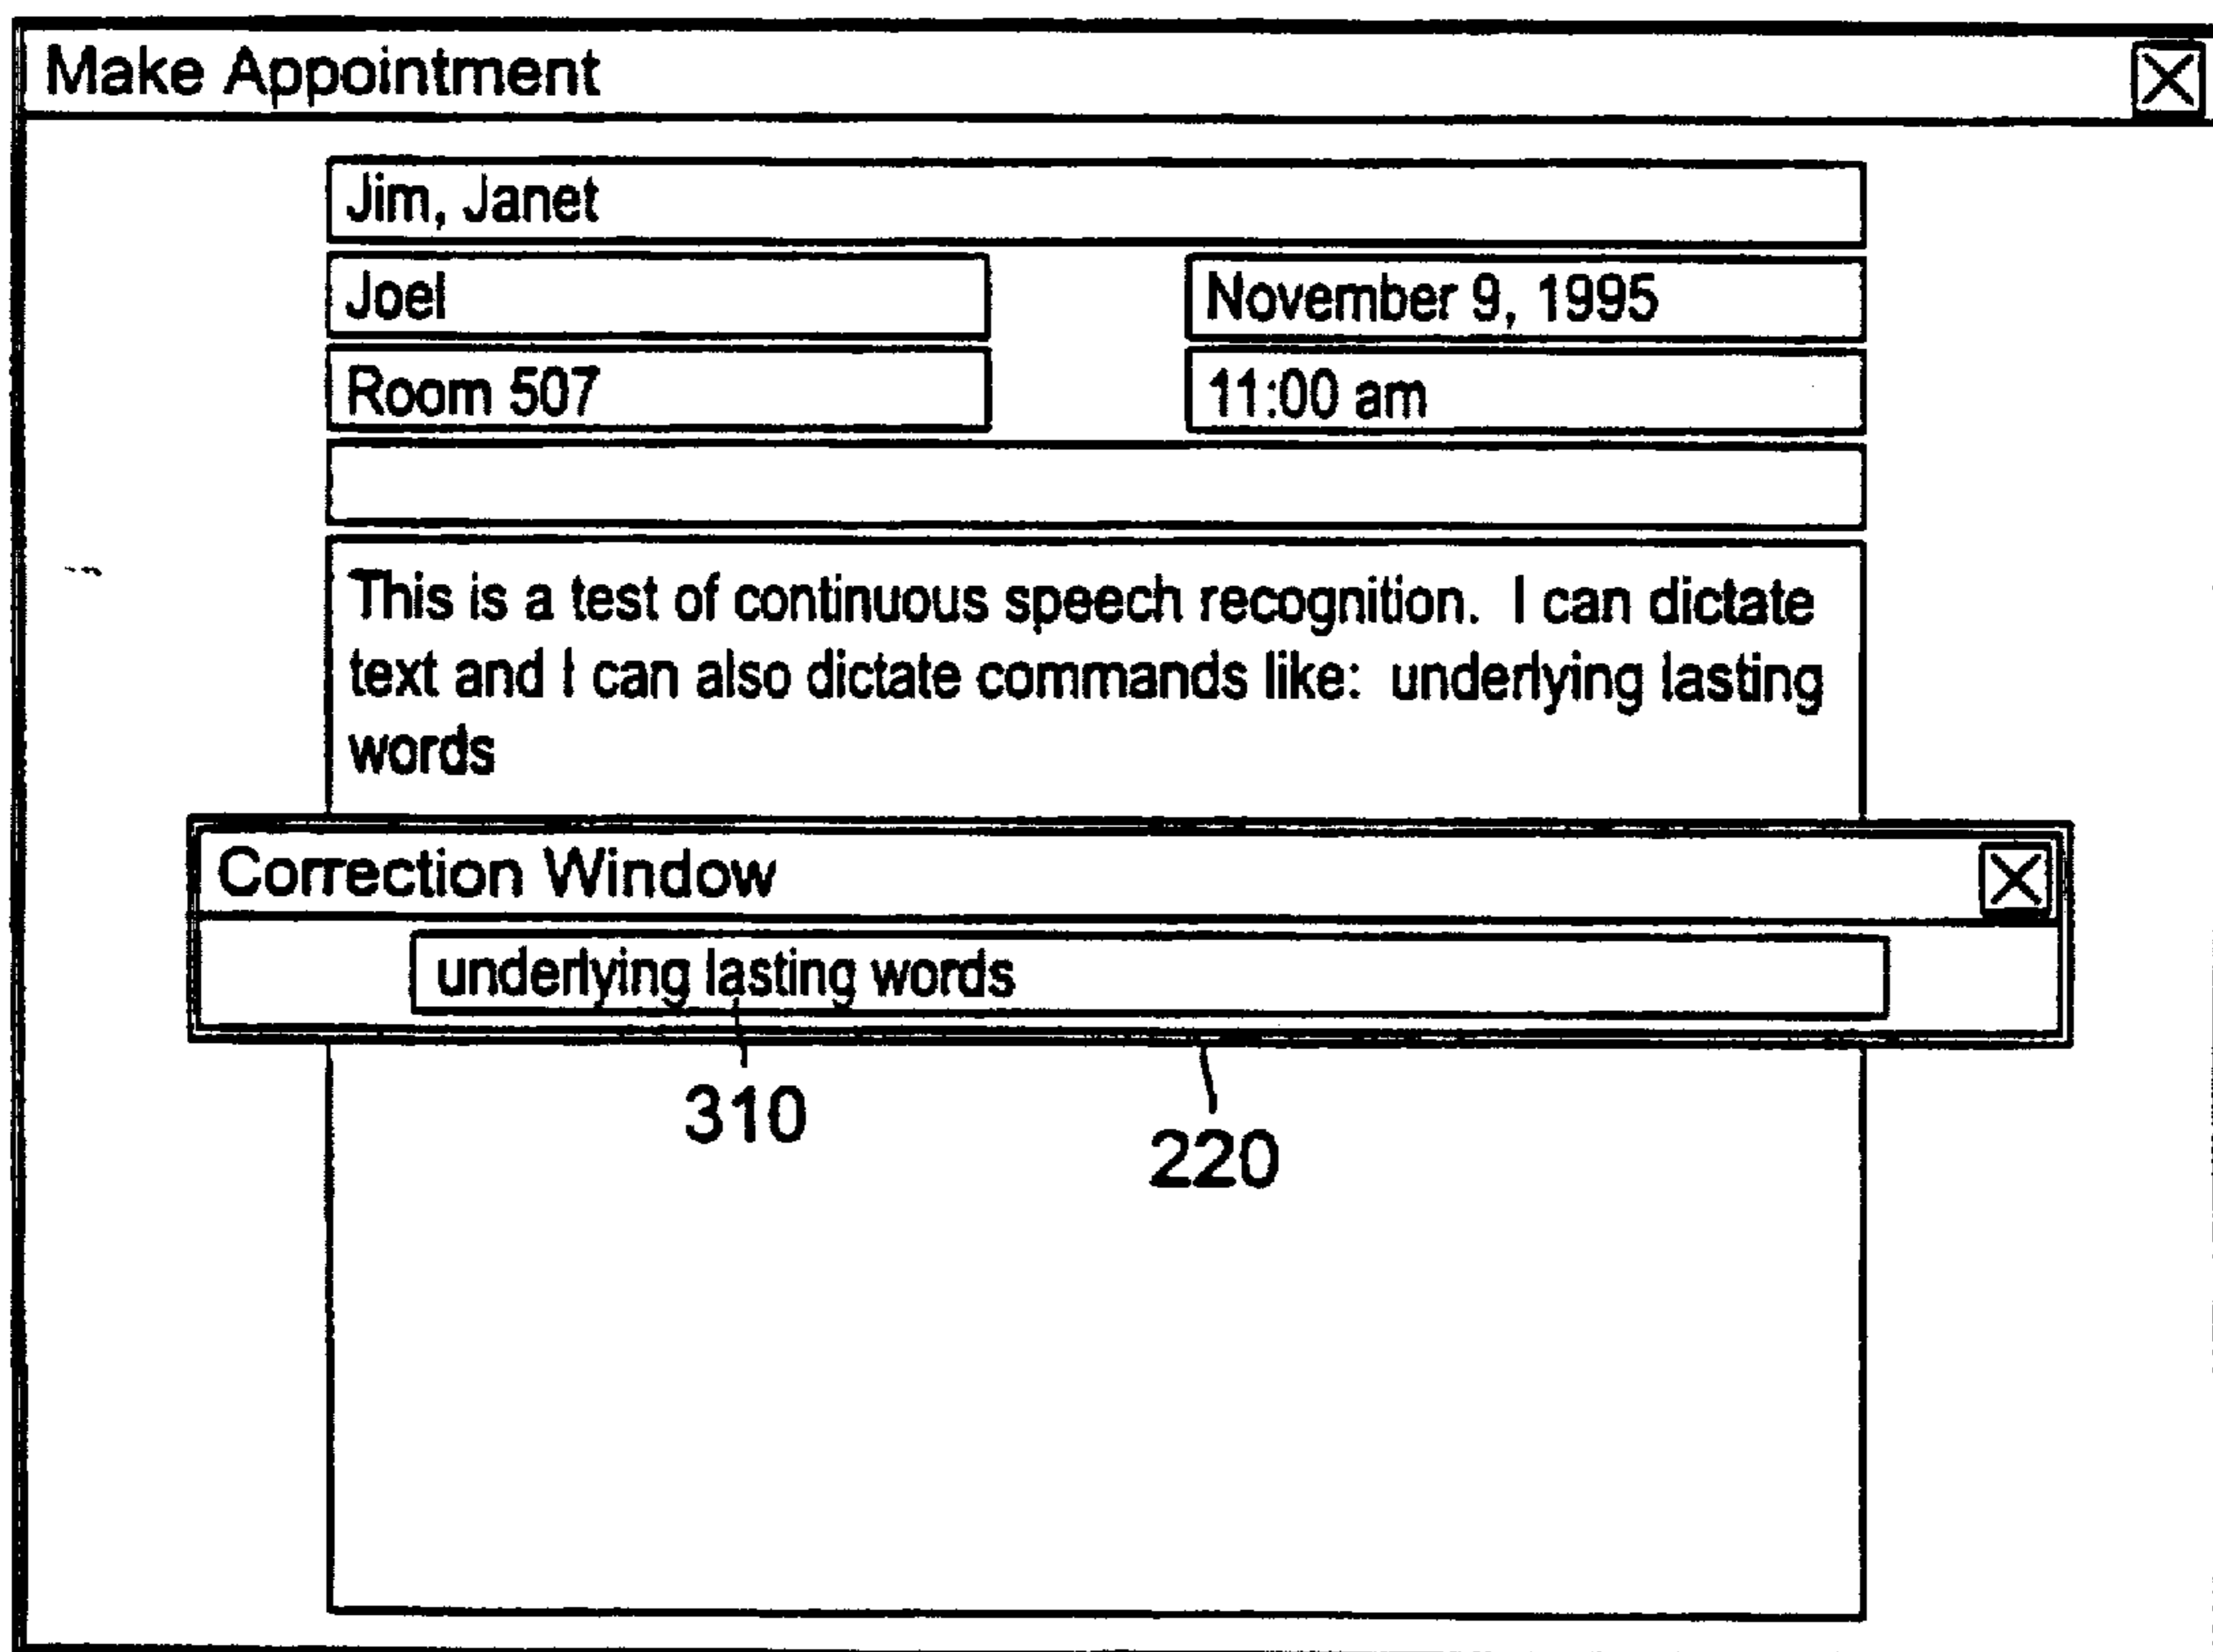 Make Appointment
Jim, Janet
Joel
November 9, 1995
Room 507
11:00 am
This is a test of continuous speech recognition.  I can dictate
text and I can also dictate commands like:  underlying lasting
words
Correction Window
underlying lasting words
310
220